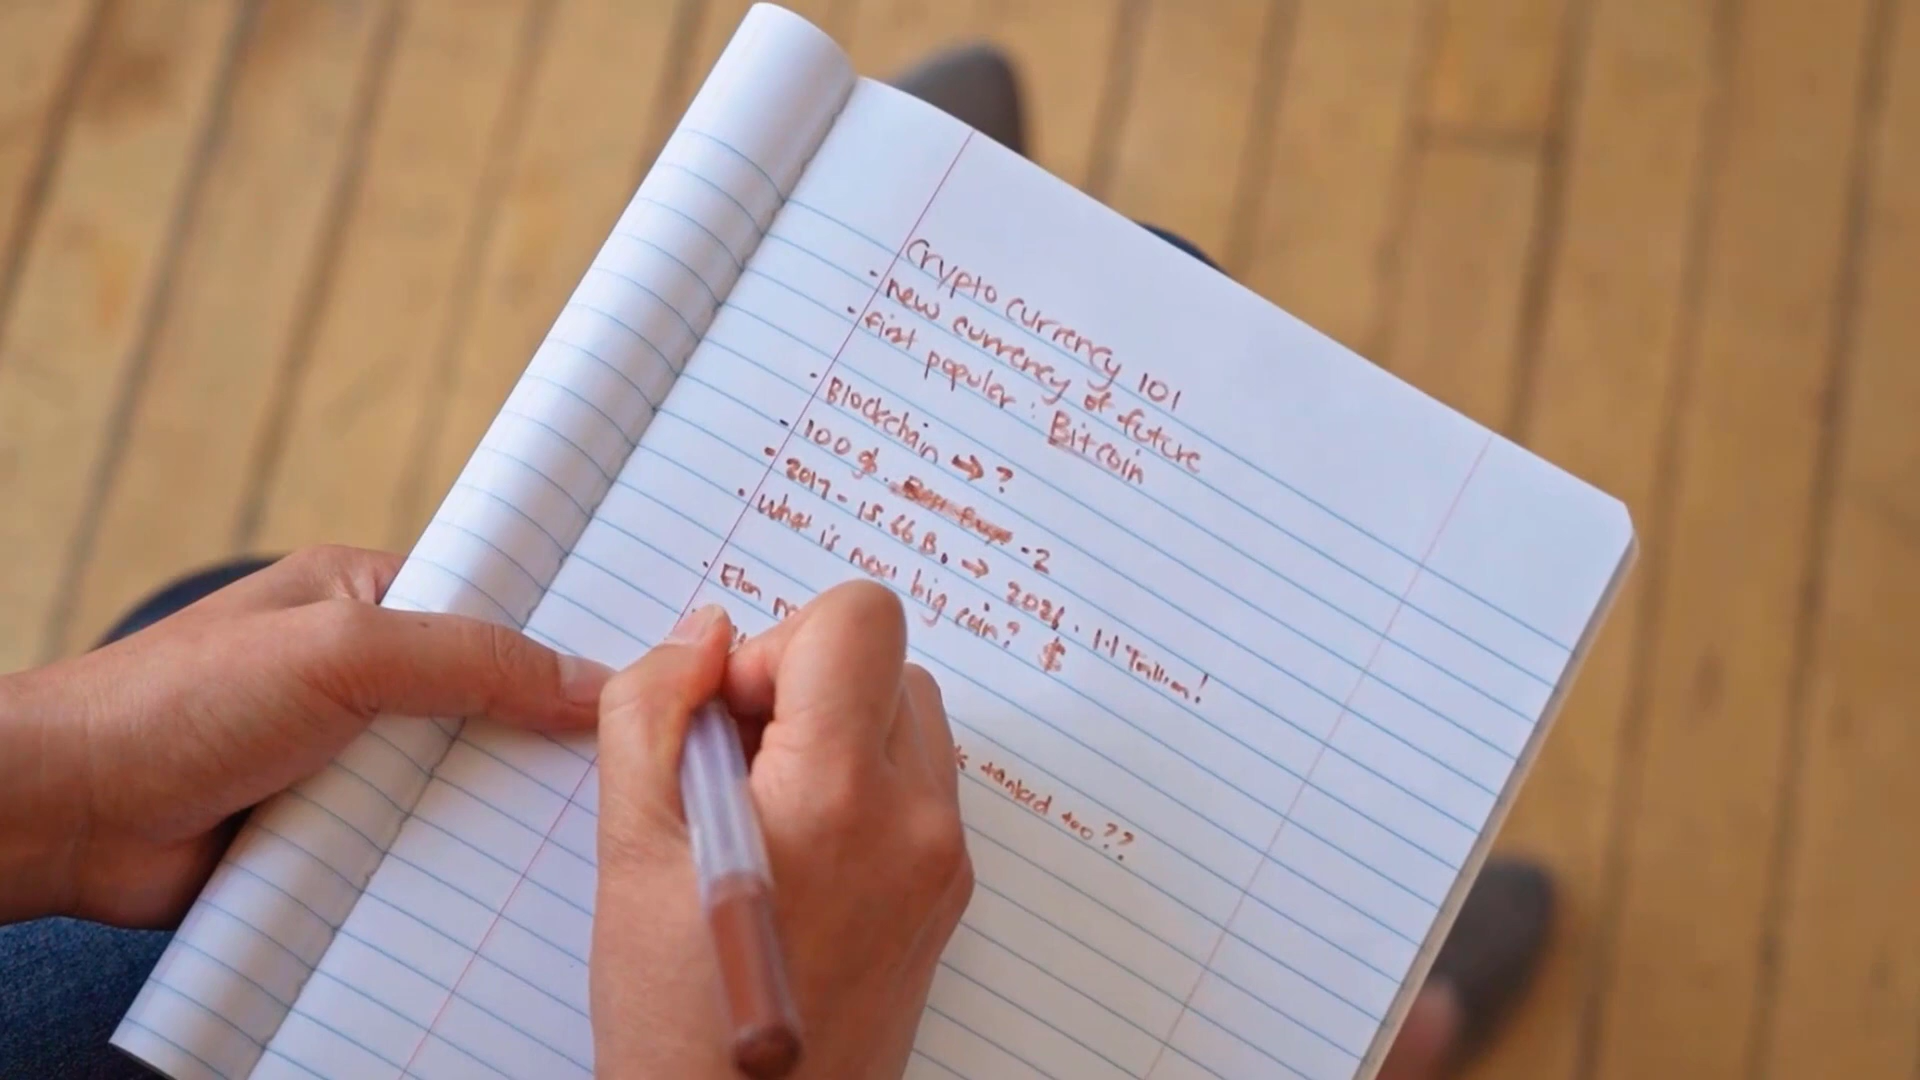 Crypto currency 101
· new currency of future
· first popular : Bitcoin
· Blockchain → ?
- 100 $ . - 2
- 2017 - 15.66 B. → 2021 . 1.1 Trillion!
· What is next big coin? $
· Elon
tanked too ??